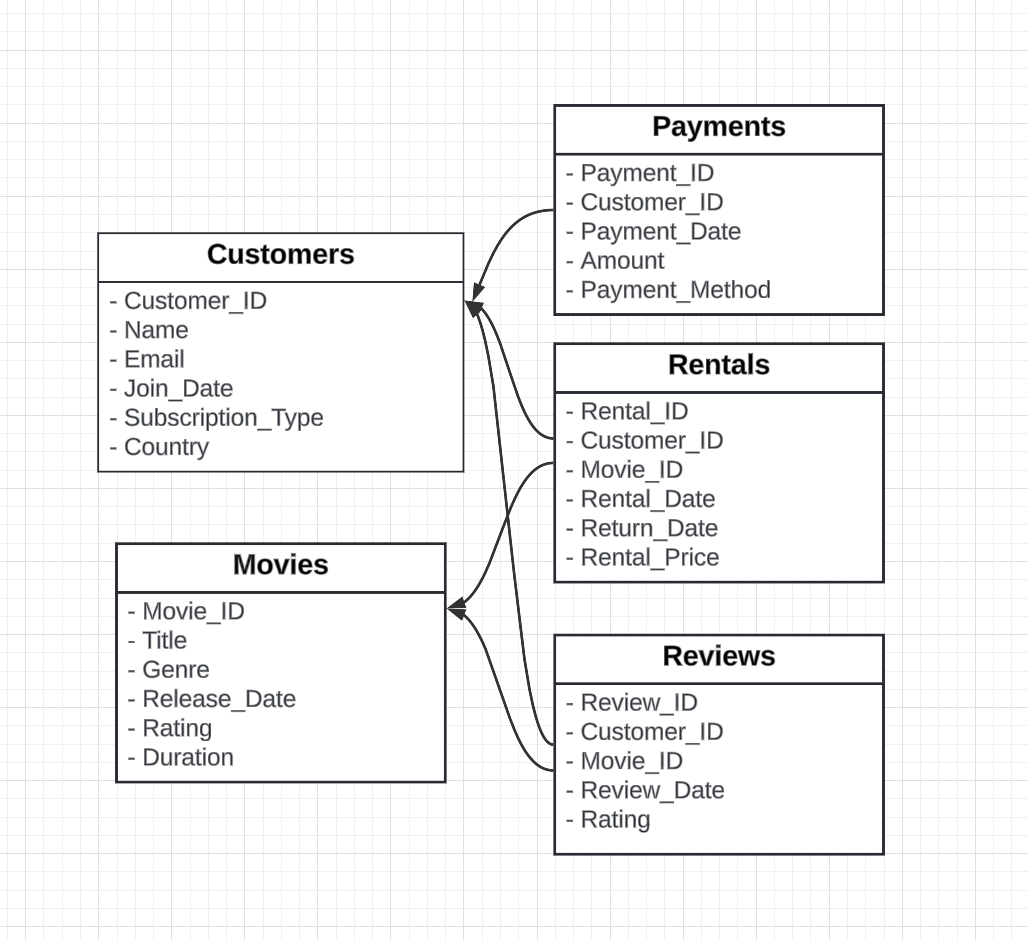 Customers
- Customer_ID
- Name
- Email
- Join_Date
- Subscription_Type
- Country
Movies
- Movie_ID
- Title
- Genre
- Release_Date
- Rating
- Duration
Payments
- Payment_ID
- Customer_ID
- Payment_Date
- Amount
- Payment_Method
Rentals
- Rental_ID
- Customer_ID
- Movie_ID
- Rental_Date
- Return_Date
- Rental_Price
Reviews
- Review_ID
- Customer_ID
- Movie_ID
- Review_Date
- Rating